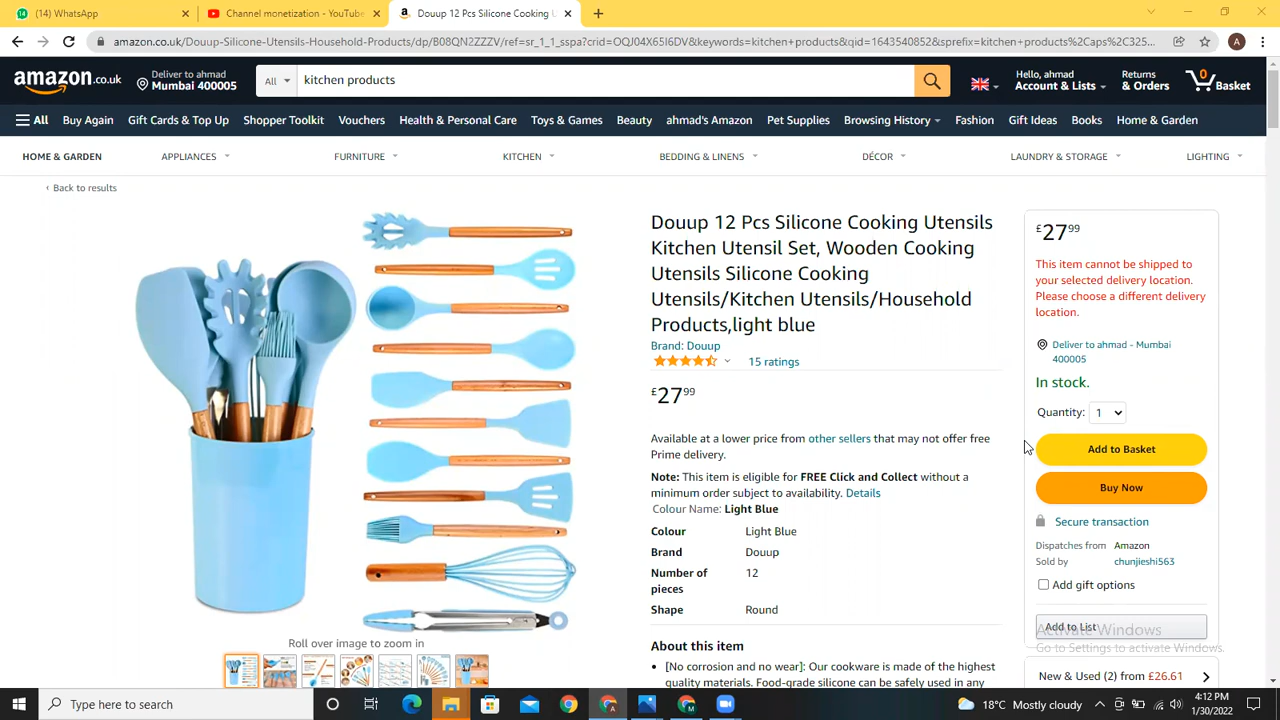 (14) WhatsApp
Channel monetization - YouTube
Douup 12 Pcs Silicone Cooking U
amazon.co.uk/Douup-Silicone-Utensils-Household-Products/dp/B08QN2ZZZV/ref=sr_1_1_sspa?crid=OQJ04X65I6DV&keywords=kitchen+products&qid=1643540852&sprefix=kitchen+products%2Caps%2C325...
A
amazon.co.uk
Deliver to ahmad
Mumbai 400005
All
kitchen products
Hello, ahmad
Account & Lists
Returns
& Orders
0
Basket
All
Buy Again
Gift Cards & Top Up
Shopper Toolkit
Vouchers
Health & Personal Care
Toys & Games
Beauty
ahmad's Amazon
Pet Supplies
Browsing History
Fashion
Gift Ideas
Books
Home & Garden
HOME & GARDEN
APPLIANCES
FURNITURE
KITCHEN
BEDDING & LINENS
DÉCOR
LAUNDRY & STORAGE
LIGHTING
‹ Back to results
Roll over image to zoom in
Douup 12 Pcs Silicone Cooking Utensils
Kitchen Utensil Set, Wooden Cooking
Utensils Silicone Cooking
Utensils/Kitchen Utensils/Household
Products,light blue
Brand: Douup
15 ratings
£27 99
Available at a lower price from other sellers that may not offer free
Prime delivery.
Note: This item is eligible for FREE Click and Collect without a
minimum order subject to availability. Details
Colour Name: Light Blue
Colour Light Blue
Brand Douup
Number of pieces 12
Shape Round
About this item
• [No corrosion and no wear]: Our cookware is made of the highest
quality materials. Food-grade silicone can be safely used in any
£27 99
This item cannot be shipped to
your selected delivery location.
Please choose a different delivery
location.
Deliver to ahmad - Mumbai
400005
In stock.
Quantity: 1
Add to Basket
Buy Now
Secure transaction
Dispatches from Amazon
Sold by chunjieshi563
Add gift options
Add to List
Activate Windows
Go to Settings to activate Windows.
New & Used (2) from £26.61
Type here to search
18°C Mostly cloudy
4:12 PM
1/30/2022